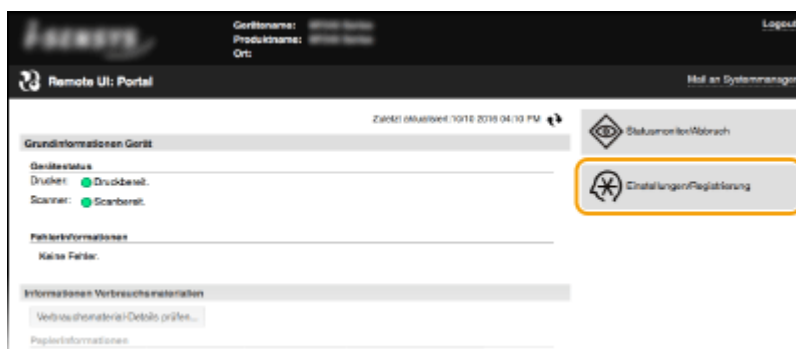 i-SENSYS
Gerätename:
Produktname:
Ort:
Logout
Remote UI: Portal
Mail an Systemmanager
Zuletzt aktualisiert: 10/10 2016 04:10 PM
Grundinformationen Gerät
Gerätestatus
Drucker: Druckbereit.
Scanner: Scanbereit.
Fehlerinformationen
Keine Fehler.
Informationen Verbrauchsmaterialien
Verbrauchsmaterial-Details prüfen...
Papierinformationen
Statusmonitor/Abbruch
Einstellungen/Registrierung